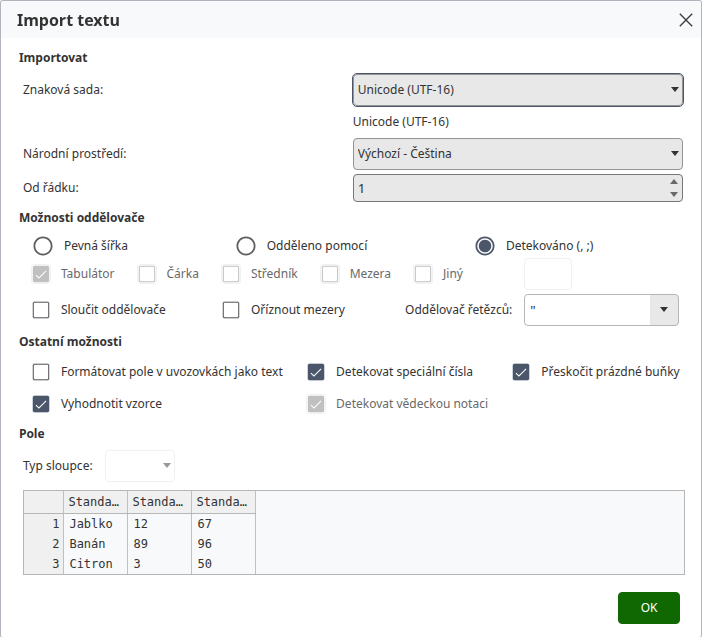 Import textu
Importovat
Znaková sada: Unicode (UTF-16)
Unicode (UTF-16)
Národní prostředí: Výchozí - Čeština
Od řádku: 1
Možnosti oddělovače
Pevná šířka Odděleno pomocí Detekováno (, ;)
Tabulátor Čárka Středník Mezera Jiný
Sloučit oddělovače Oříznout mezery Oddělovač řetězců: "
Ostatní možnosti
Formátovat pole v uvozovkách jako text Detekovat speciální čísla Přeskočit prázdné buňky
Vyhodnotit vzorce Detekovat vědeckou notaci
Pole
Typ sloupce:
Standa... Standa... Standa...
1 Jablko 12 67
2 Banán 89 96
3 Citron 3 50
OK